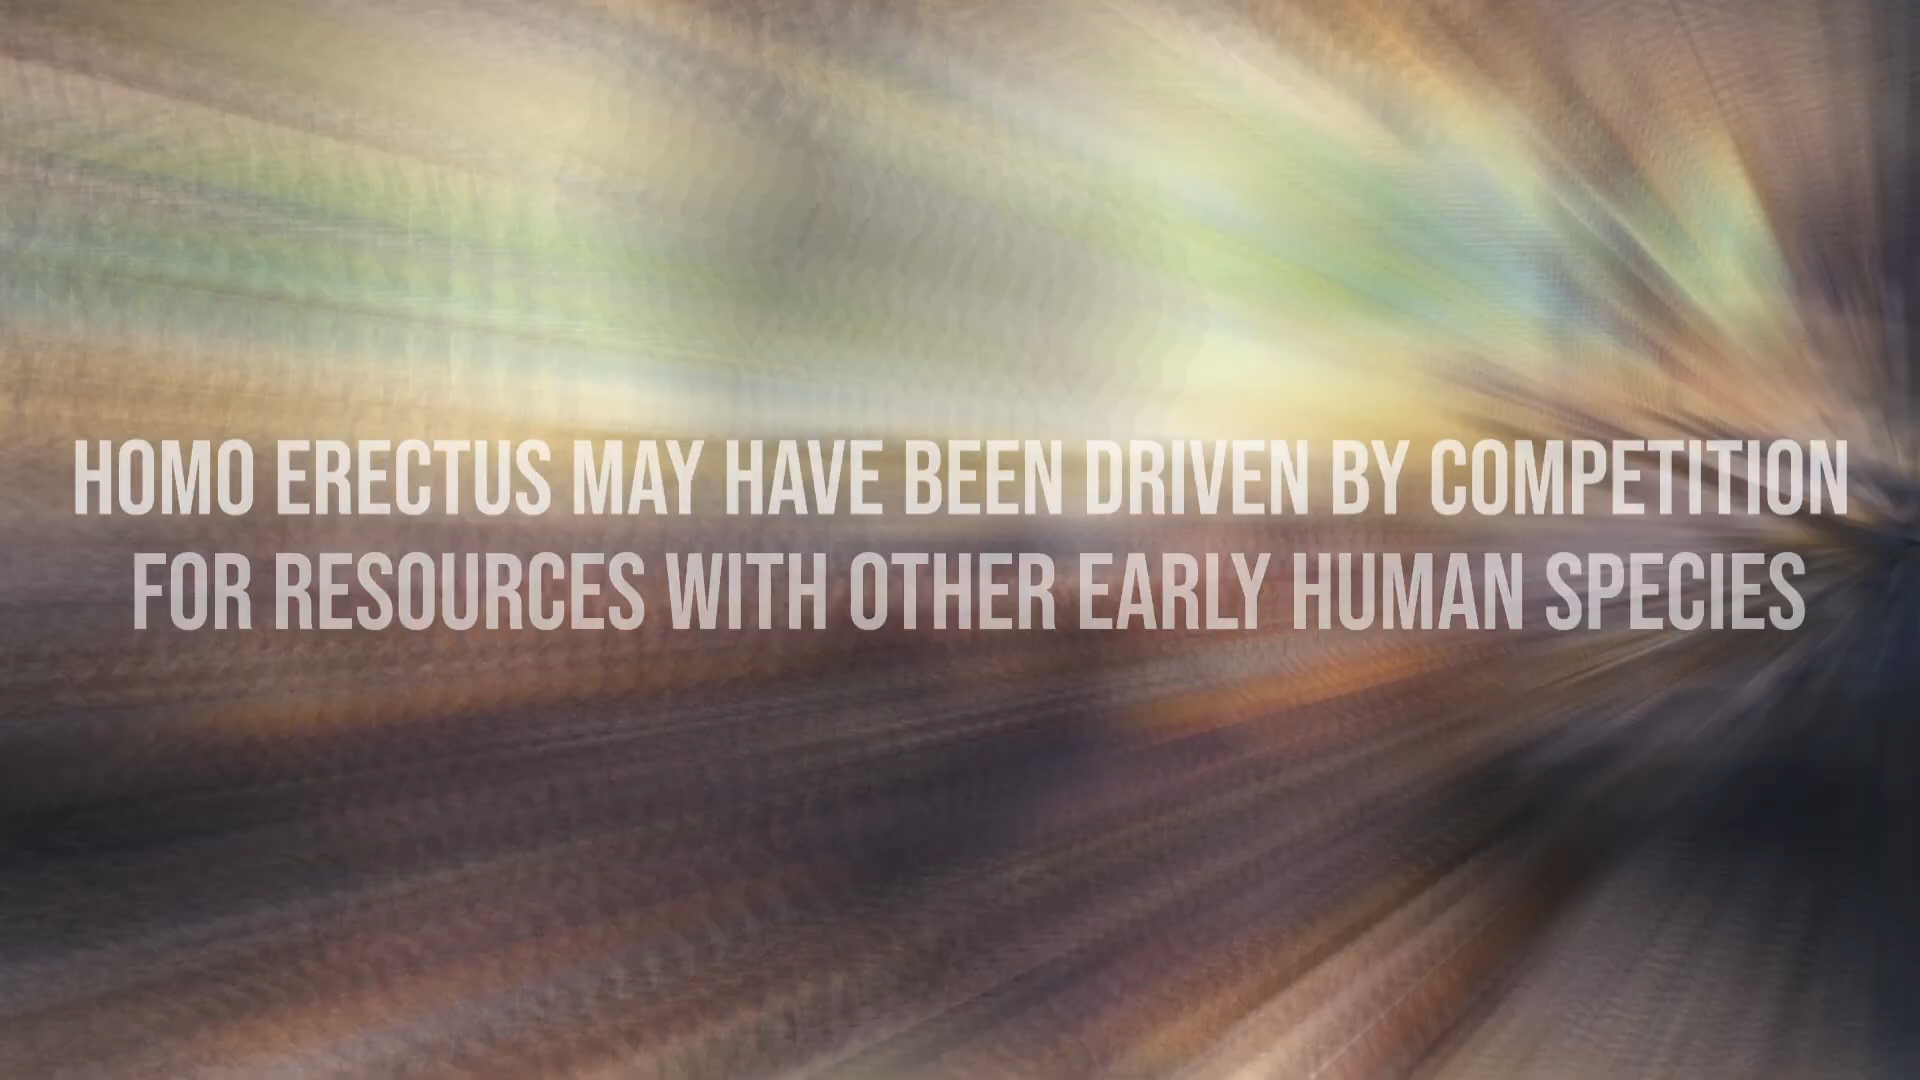 HOMO ERECTUS MAY HAVE BEEN DRIVEN BY COMPETITION
FOR RESOURCES WITH OTHER EARLY HUMAN SPECIES